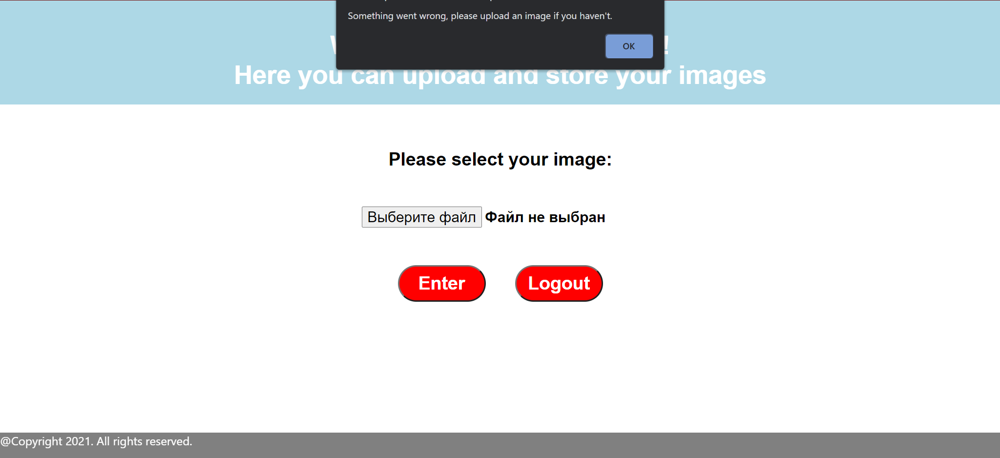 Something went wrong, please upload an image if you haven't.
OK
Here you can upload and store your images
Please select your image:
Выберите файл Файл не выбран
Enter Logout
@Copyright 2021. All rights reserved.